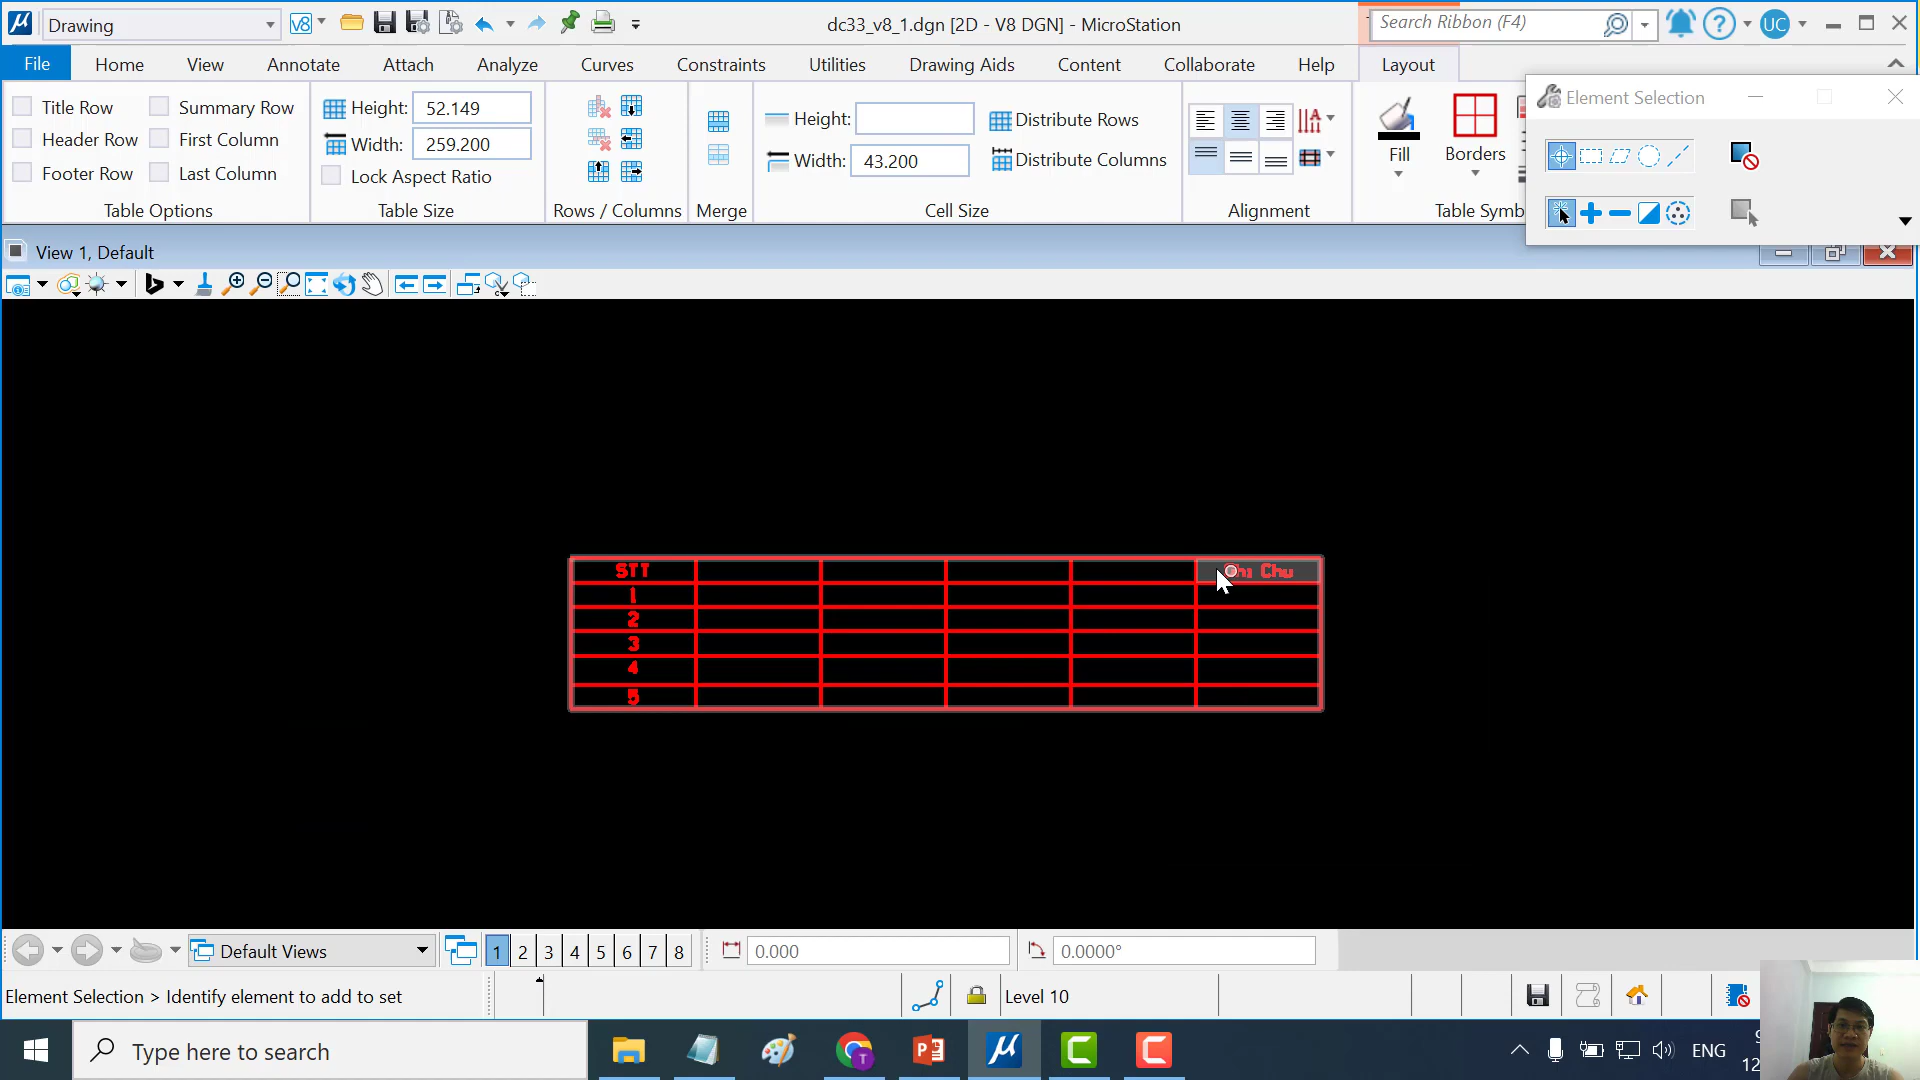 Drawing
V8
dc33_v8_1.dgn [2D - V8 DGN] - MicroStation
Search Ribbon (F4)
UC
File
Home
View
Annotate
Attach
Analyze
Curves
Constraints
Utilities
Drawing Aids
Content
Collaborate
Help
Layout
Title Row
Summary Row
Height: 52.149
Header Row
First Column
Width: 259.200
Footer Row
Last Column
Lock Aspect Ratio
Table Options
Table Size
Rows / Columns
Merge
Height:
Distribute Rows
Width: 43.200
Distribute Columns
Cell Size
Alignment
Fill
Borders
Table Symb
Element Selection
View 1, Default
STT
Chu
1
2
3
4
5
Default Views
1 2 3 4 5 6 7 8
0.000
0.0000°
Element Selection > Identify element to add to set
Level 10
Type here to search
ENG